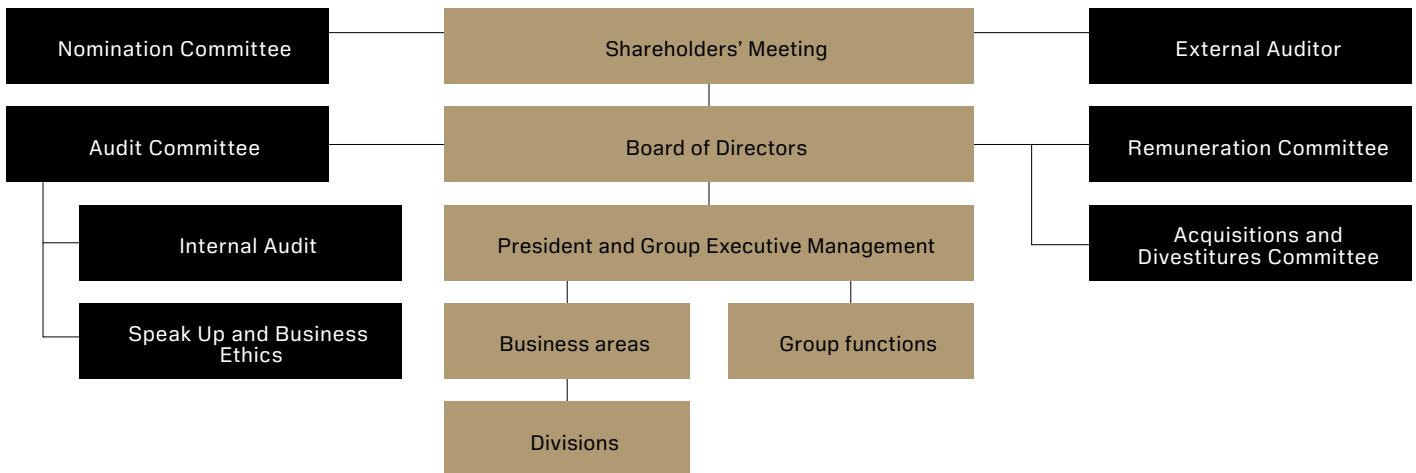 Nomination Committee
Shareholders’ Meeting
External Auditor
Audit Committee
Board of Directors
Remuneration Committee
Internal Audit
President and Group Executive Management
Acquisitions and
Divestitures Committee
Speak Up and Business
Ethics
Business areas
Group functions
Divisions